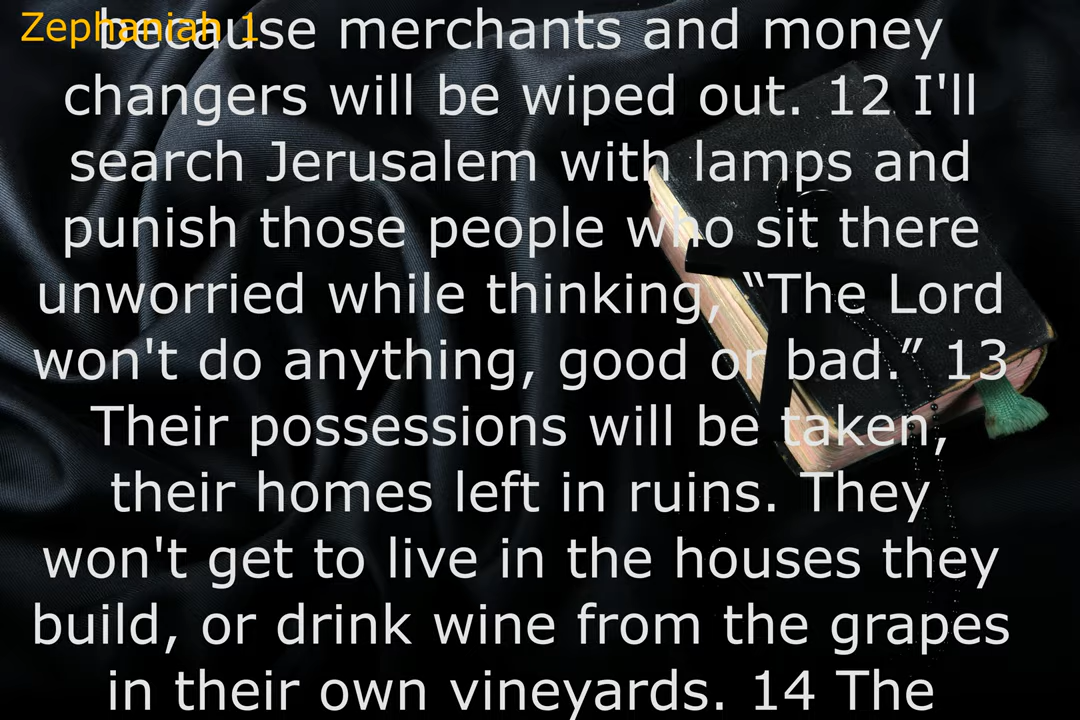 Zephaniah 1
because merchants and money
changers will be wiped out. 12 I'll
search Jerusalem with lamps and
punish those people who sit there
unworried while thinking, “The Lord
won't do anything, good or bad.” 13
Their possessions will be taken,
their homes left in ruins. They
won't get to live in the houses they
build, or drink wine from the grapes
in their own vineyards. 14 The